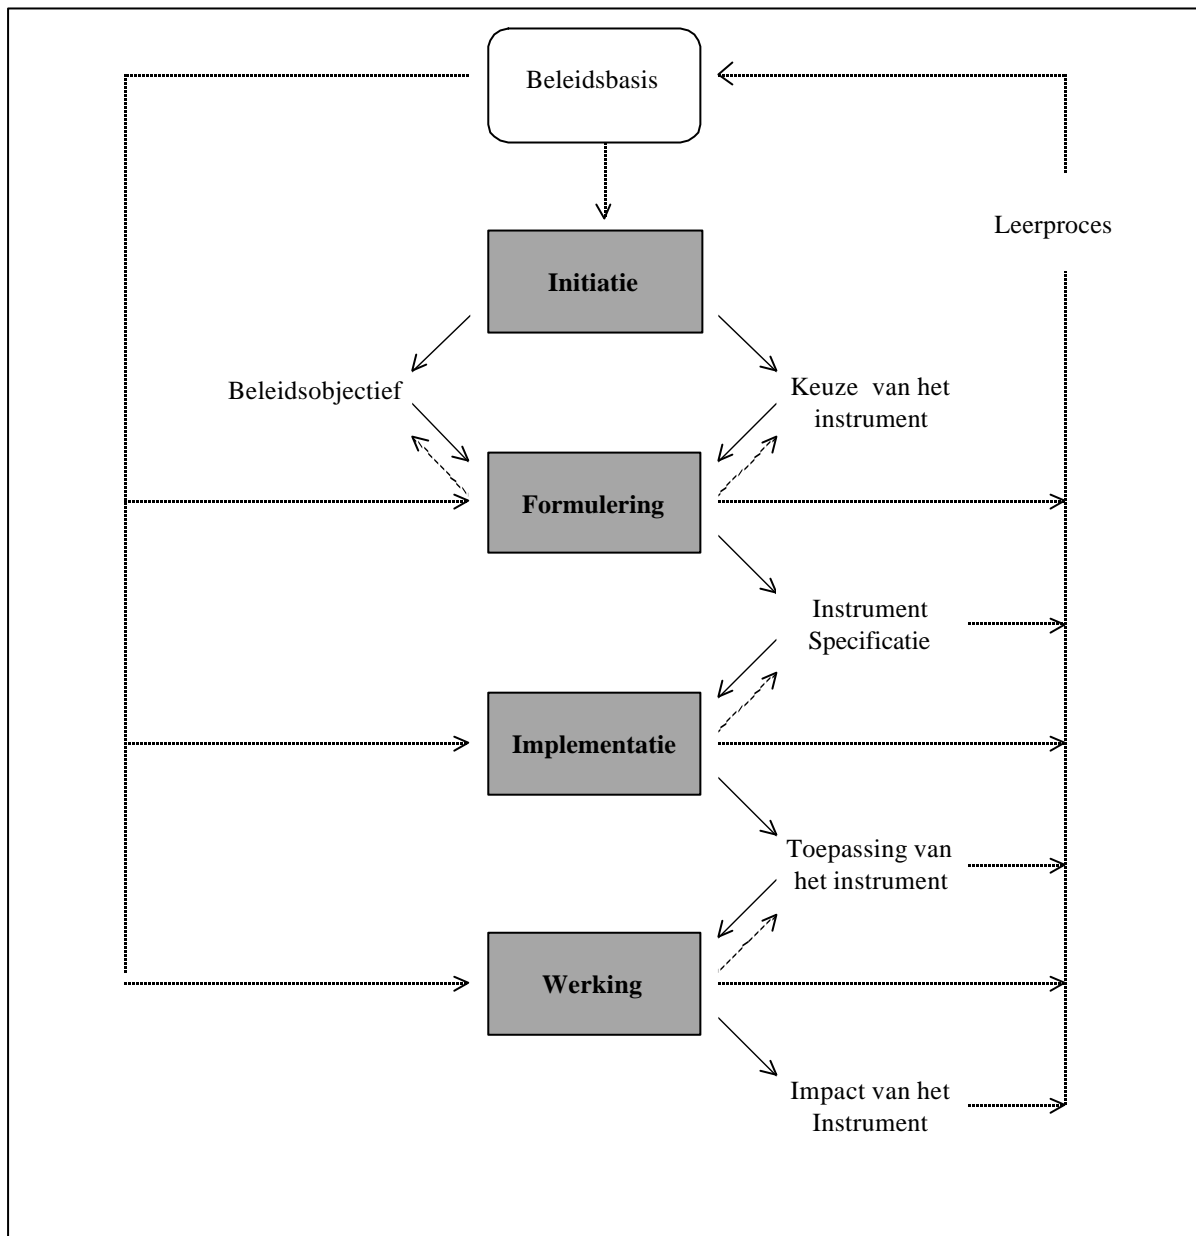 Beleidsbasis
Leerproces
Initiatie
Beleidsobjectief
Keuze van het
instrument
Formulering
Instrument
Specificatie
Implementatie
Toepassing van
het instrument
Werking
Impact van het
Instrument